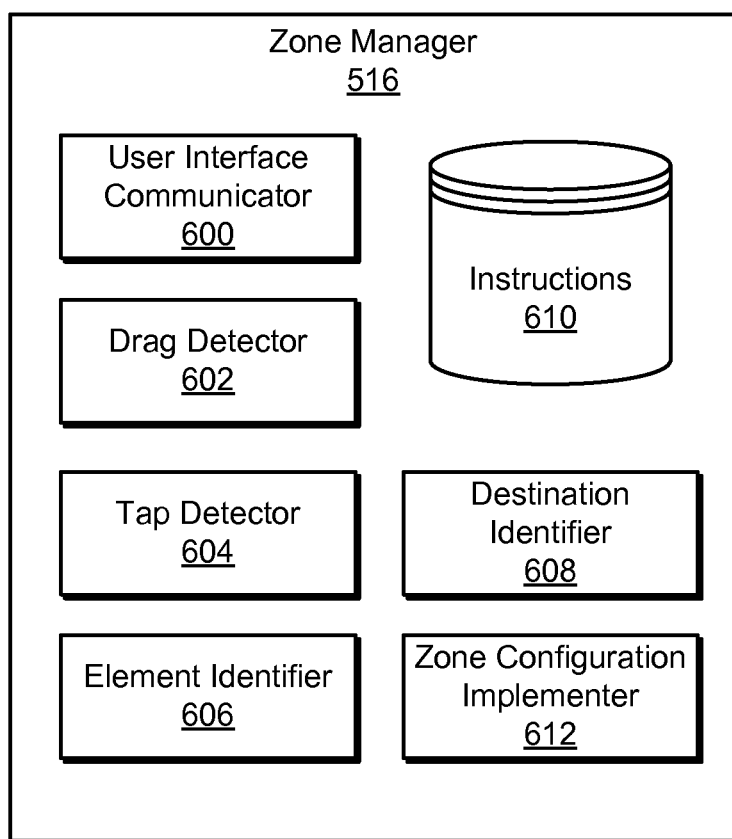 Zone Manager
516
User Interface
Communicator
600
Instructions
610
Drag Detector
602
Tap Detector
604
Destination
Identifier
608
Element Identifier
606
Zone Configuration
Implementer
612